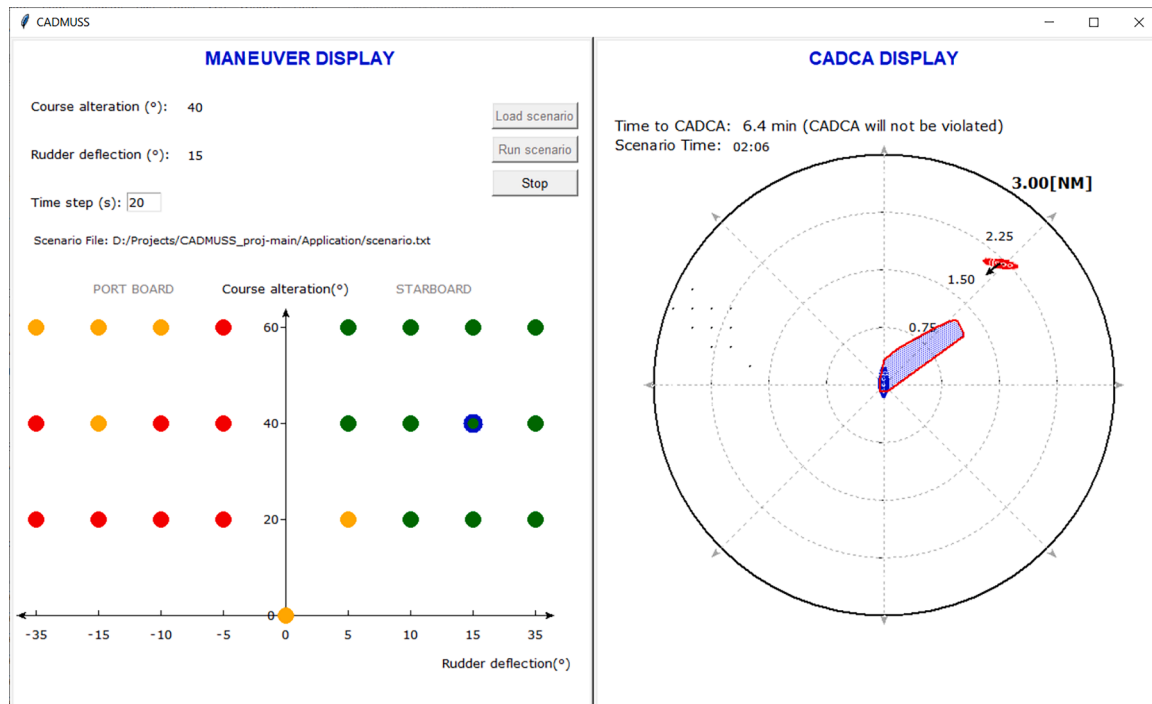 CADMUSS
MANEUVER DISPLAY
Course alteration (°): 40
Rudder deflection (°): 15
Time step (s): 20
Load scenario
Run scenario
Stop
Scenario File: D:/Projects/CADMUSS_proj-main/Application/scenario.txt
PORT BOARD
Course alteration(°)
STARBOARD
60
40
20
0
-35 -15 -10 -5 0 5 10 15 35
Rudder deflection(°)
CADCA DISPLAY
Time to CADCA: 6.4 min (CADCA will not be violated)
Scenario Time: 02:06
3.00[NM]
2.25
1.50
0.75